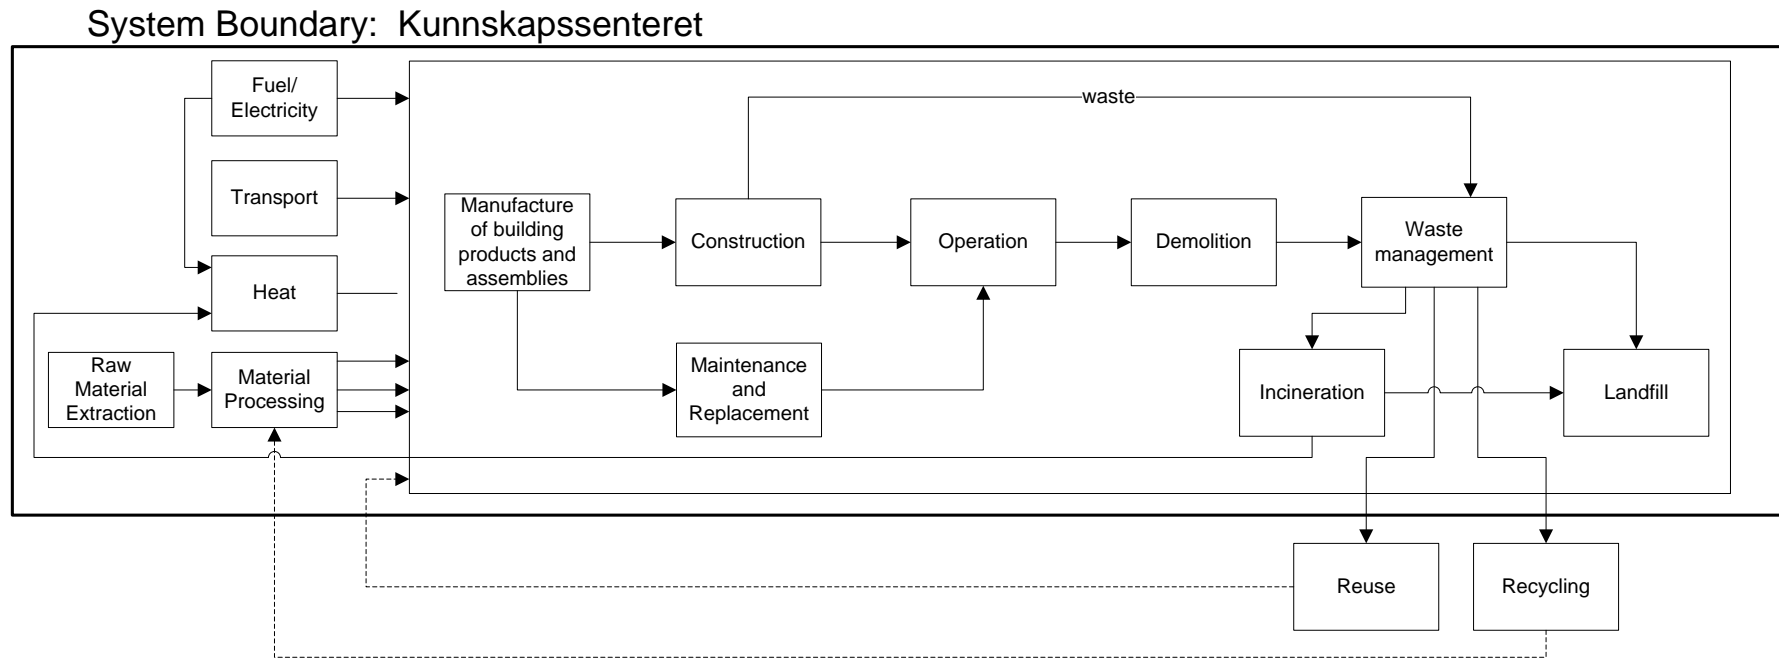 System Boundary:  Kunnskapssenteret
Fuel/
Electricity
waste
Transport
Manufacture
of building
products and
assemblies
Construction
Operation
Demolition
Waste
management
Heat
Raw
Material
Extraction
Material
Processing
Maintenance
and
Replacement
Incineration
Landfill
Reuse
Recycling